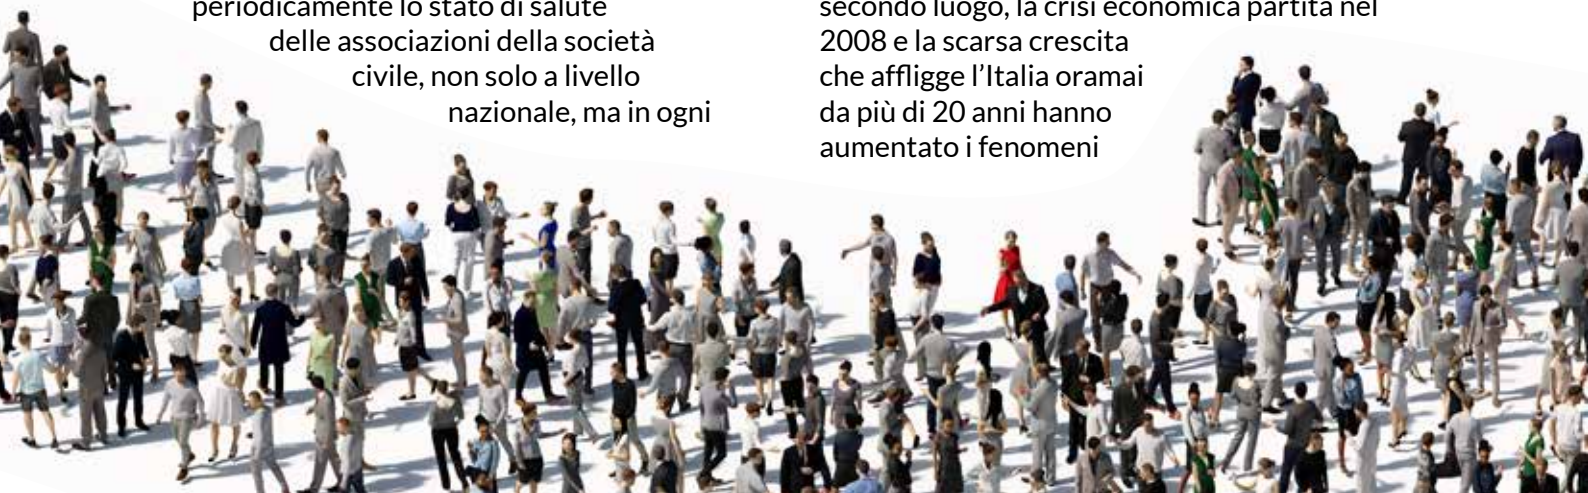 periodicamente lo stato di salute
delle associazioni della società
civile, non solo a livello
nazionale, ma in ogni
secondo luogo, la crisi economica partita nel
2008 e la scarsa crescita
che affligge l'Italia oramai
da più di 20 anni hanno
aumentato i fenomeni